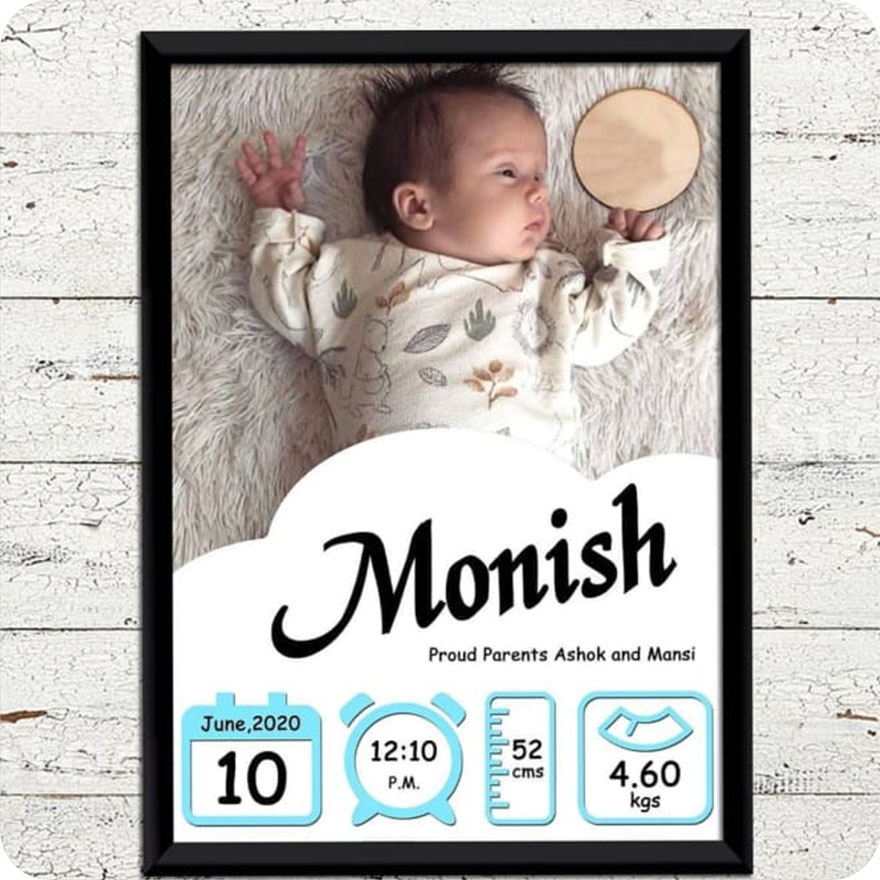 Monish
Proud Parents Ashok and Mansi
June,2020
10
12:10
P.M.
52
cms
4.60
kgs